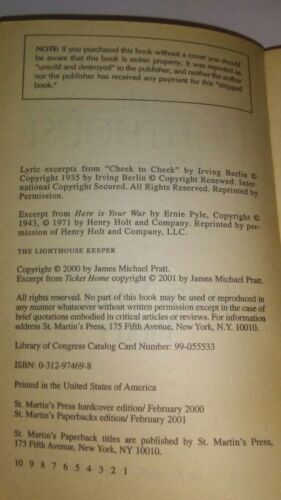 NOTE: If you purchased this book without a cover you should
be aware that this book is stolen property. It was reported as
"unsold and destroyed" to the publisher, and neither the author
nor the publisher has received any payment for this "stripped
book."
Lyric excerpts from "Cheek to Cheek" by Irving Berlin ©
Copyright 1935 by Irving Berlin © Copyright Renewed. Inter-
national Copyright Secured. All Rights Reserved. Reprinted by
Permission.
Excerpt from Here is Your War by Ernie Pyle, Copyright ©
1943, © 1971 by Henry Holt and Company. Reprinted by per-
mission of Henry Holt and Company, LLC.
THE LIGHTHOUSE KEEPER
Copyright © 2000 by James Michael Pratt.
Excerpt from Ticket Home copyright © 2001 by James Michael Pratt.
All rights reserved. No part of this book may be used or reproduced in
any manner whatsoever without written permission except in the case of
brief quotations embodied in critical articles or reviews. For information
address St. Martin's Press, 175 Fifth Avenue, New York, N.Y. 10010.
Library of Congress Catalog Card Number: 99-055533
ISBN: 0-312-97469-8
Printed in the United States of America
St. Martin's Press hardcover edition/ February 2000
St. Martin's Paperbacks edition/ February 2001
St. Martin's Paperback titles are published by St. Martin's Press,
175 Fifth Avenue, New York, NY 10010.
10 9 8 7 6 5 4 3 2 1